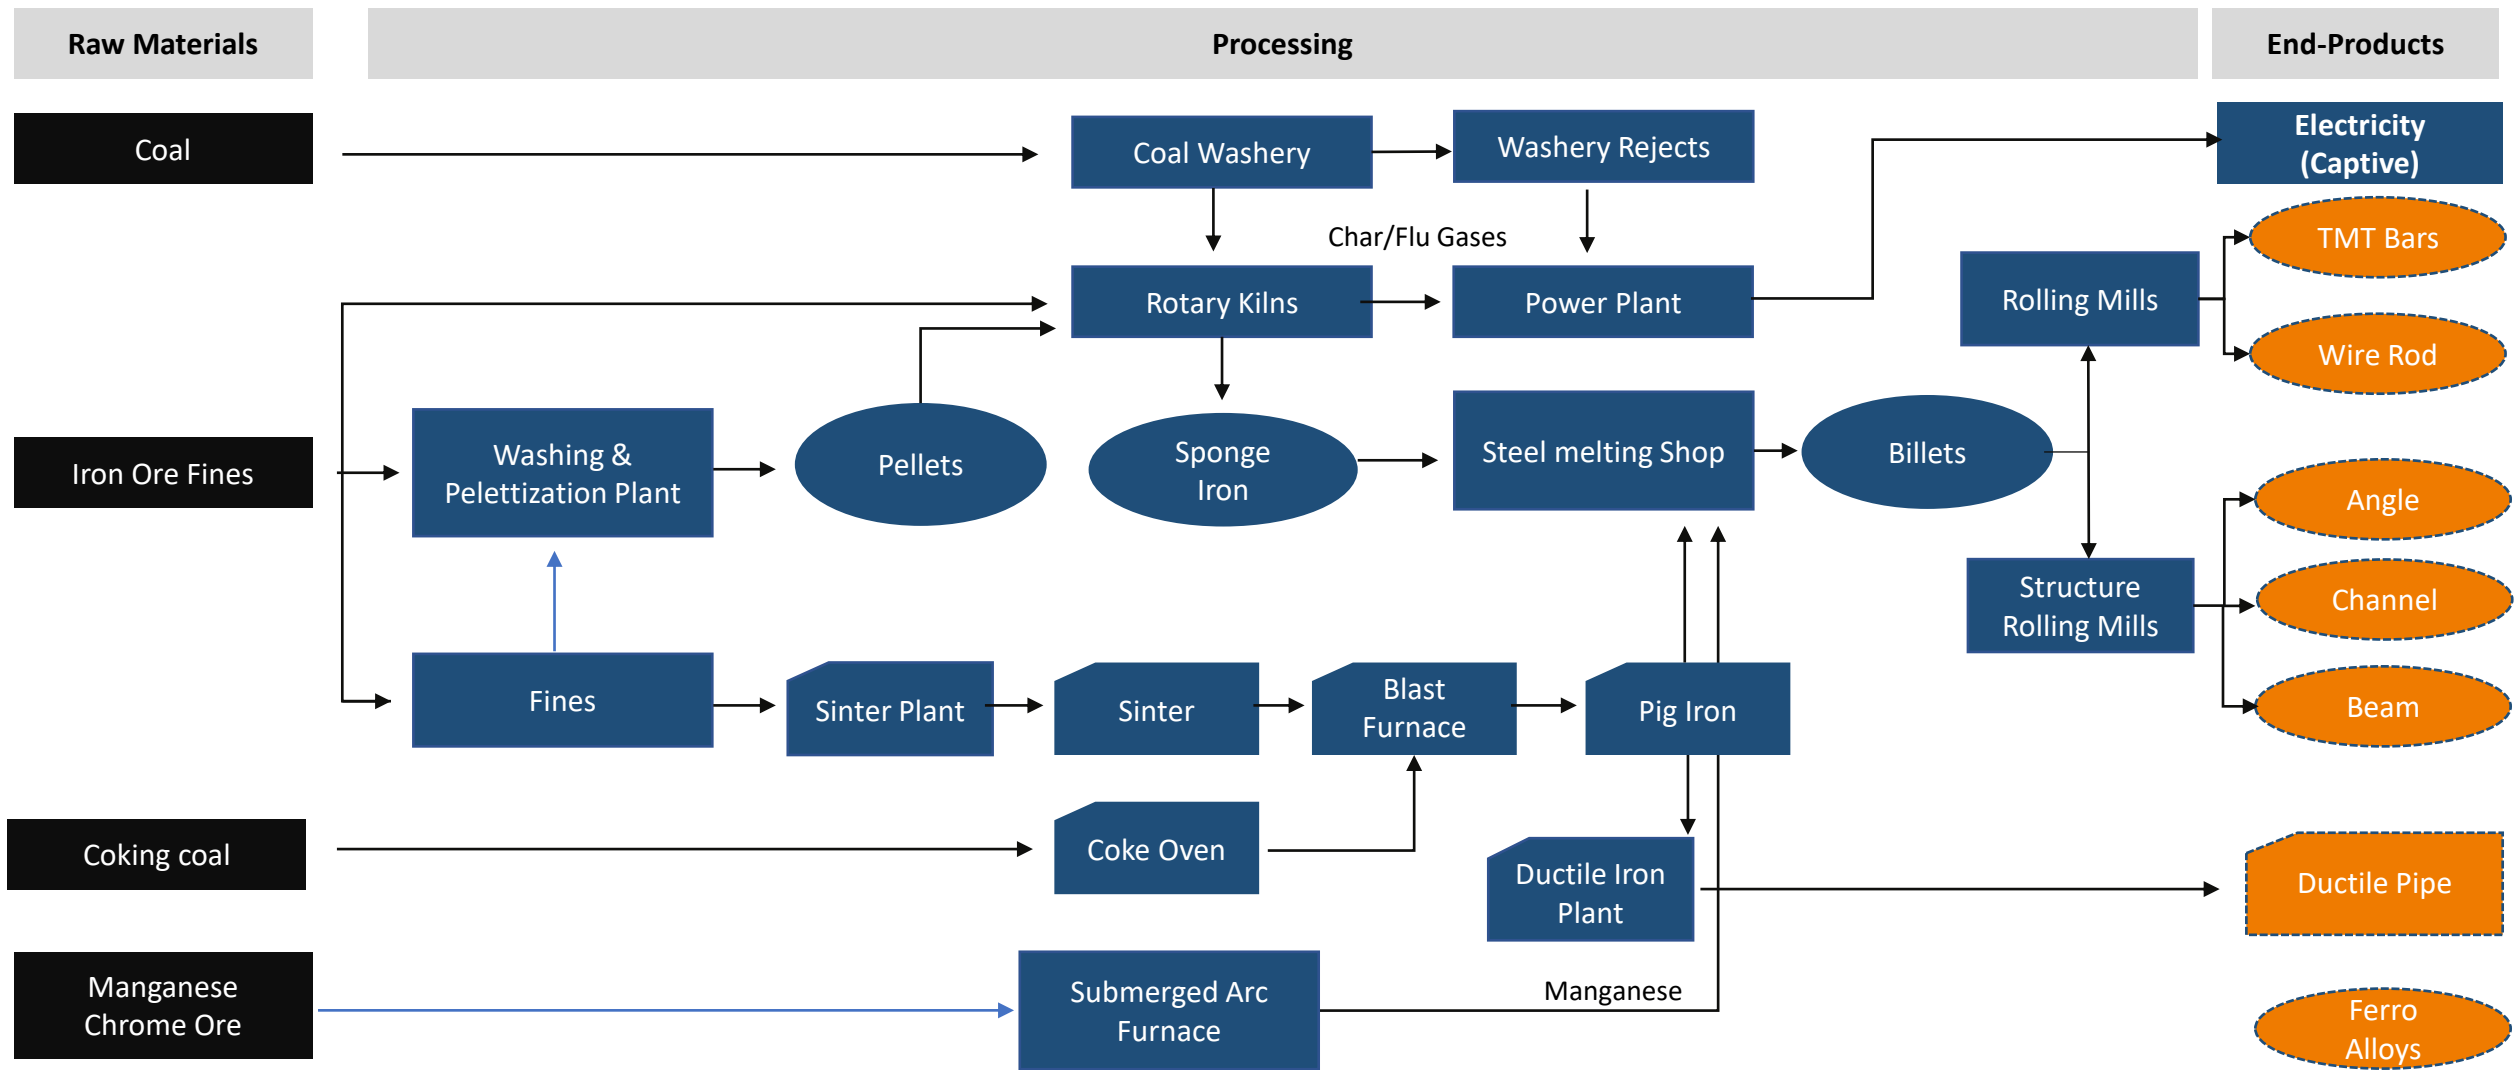 Raw Materials
Processing
End-Products
Coal
Coal Washery
Washery Rejects
Electricity
(Captive)
Char/Flu Gases
TMT Bars
Rotary Kilns
Power Plant
Rolling Mills
Wire Rod
Iron Ore Fines
Washing &
Pelettization Plant
Pellets
Sponge
Iron
Steel melting Shop
Billets
Angle
Structure
Rolling Mills
Channel
Fines
Sinter Plant
Sinter
Blast
Furnace
Pig Iron
Beam
Coking coal
Coke Oven
Ductile Iron
Plant
Ductile Pipe
Manganese
Chrome Ore
Submerged Arc
Furnace
Manganese
Ferro
Alloys